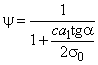 ψ = 1 / (1 + ca₁tgα / 2σ₀)